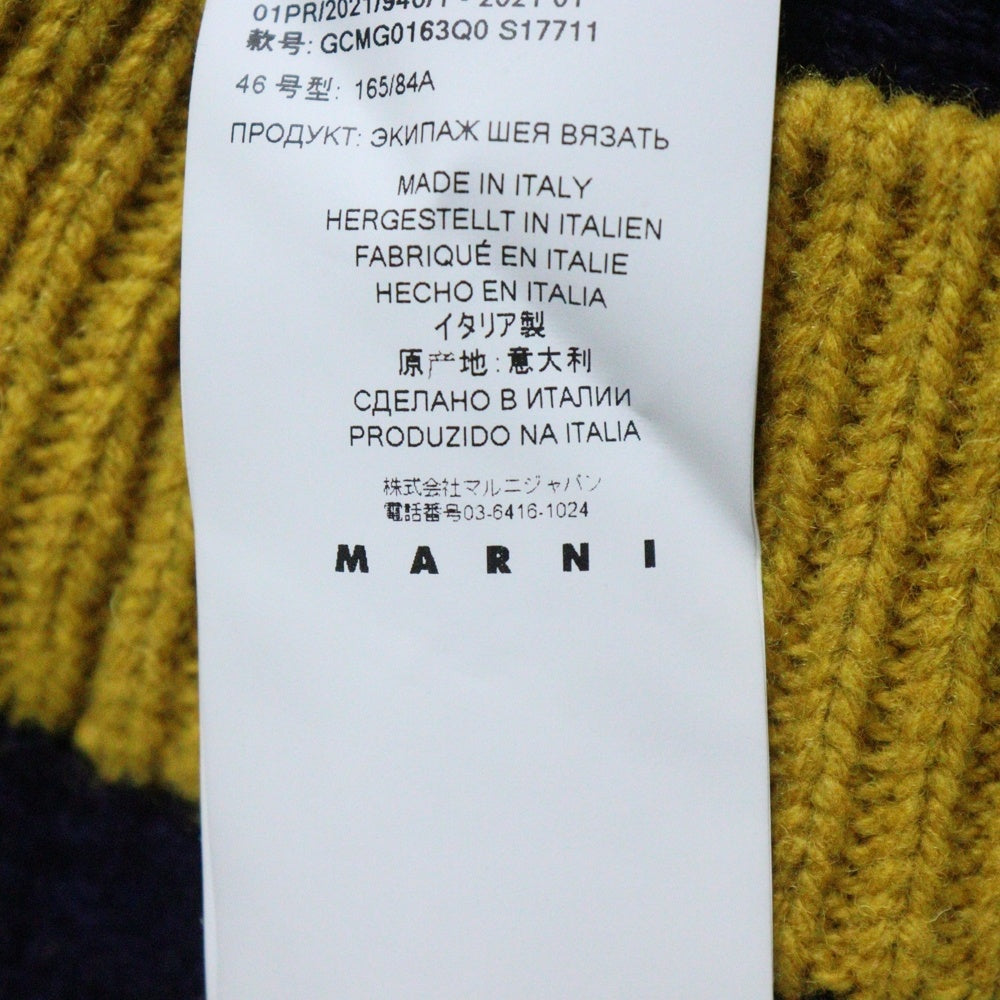 款号: GCMG0163Q0 S17711
46 号型: 165/84A
ПРОДУКТ: ЭКИПАЖ ШЕЯ ВЯЗАТЬ
MADE IN ITALY
HERGESTELLT IN ITALIEN
FABRIQUÉ EN ITALIE
HECHO EN ITALIA
イタリア製
原产地:意大利
СДЕЛАНО В ИТАЛИИ
PRODUZIDO NA ITALIA
株式会社マルニジャパン
電話番号03-6416-1024
MARNI